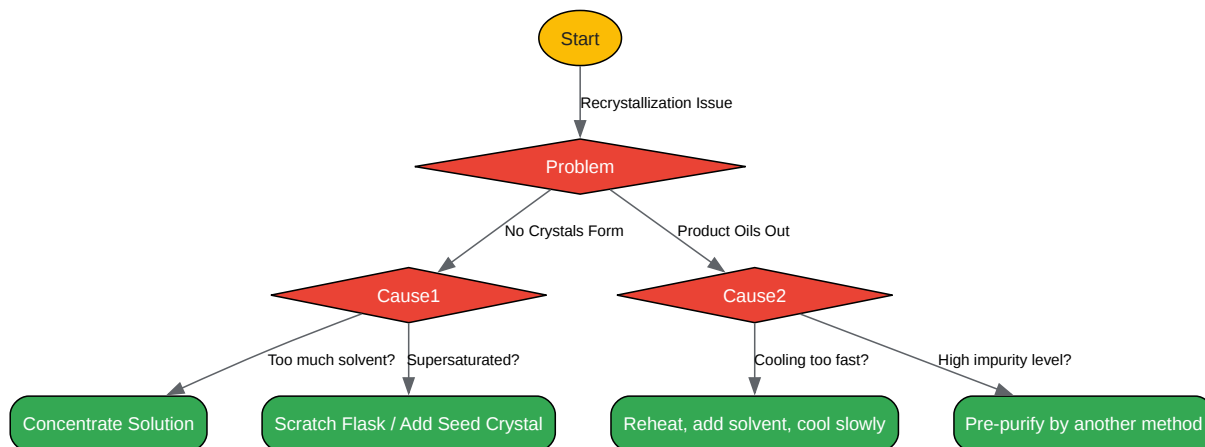 Start
Recrystallization Issue
Problem
No Crystals Form
Product Oils Out
Cause1
Cause2
Too much solvent?
Supersaturated?
Cooling too fast?
High impurity level?
Concentrate Solution
Scratch Flask / Add Seed Crystal
Reheat, add solvent, cool slowly
Pre-purify by another method